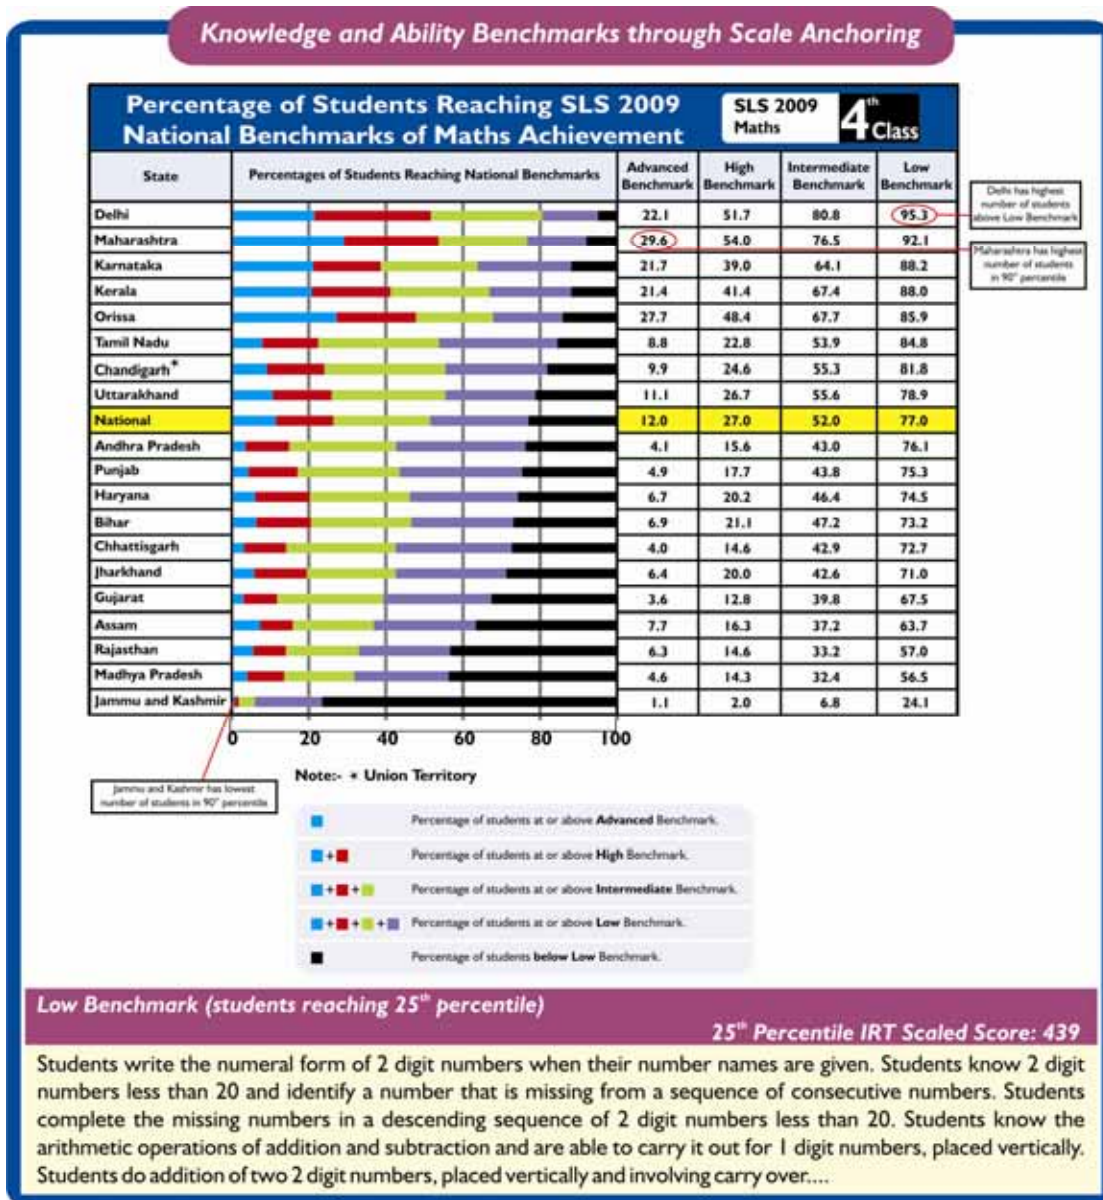 Knowledge and Ability Benchmarks through Scale Anchoring
Percentage of Students Reaching SLS 2009
National Benchmarks of Maths Achievement
SLS 2009
Maths
4th Class
State Percentages of Students Reaching National Benchmarks Advanced Benchmark High Benchmark Intermediate Benchmark Low Benchmark
Delhi 22.1 51.7 80.8 95.3
Delhi has highest
number of students
above Low Benchmark
Maharashtra 29.6 54.0 76.5 92.1
Maharashtra has highest
number of students
in 90" percentile
Karnataka 21.7 39.0 64.1 88.2
Kerala 21.4 41.4 67.4 88.0
Orissa 27.7 48.4 67.7 85.9
Tamil Nadu 8.8 22.8 53.9 84.8
Chandigarh* 9.9 24.6 55.3 81.8
Uttarakhand 11.1 26.7 55.6 78.9
National 12.0 27.0 52.0 77.0
Andhra Pradesh 4.1 15.6 43.0 76.1
Punjab 4.9 17.7 43.8 75.3
Haryana 6.7 20.2 46.4 74.5
Bihar 6.9 21.1 47.2 73.2
Chhattisgarh 4.0 14.6 42.9 72.7
Jharkhand 6.4 20.0 42.6 71.0
Gujarat 3.6 12.8 39.8 67.5
Assam 7.7 16.3 37.2 63.7
Rajasthan 6.3 14.6 33.2 57.0
Madhya Pradesh 4.6 14.3 32.4 56.5
Jammu and Kashmir 1.1 2.0 6.8 24.1
0 20 40 60 80 100
Note:- * Union Territory
Jammu and Kashmir has lowest
number of students in 90" percentile
Percentage of students at or above Advanced Benchmark.
+ Percentage of students at or above High Benchmark.
+ + Percentage of students at or above Intermediate Benchmark.
+ + + Percentage of students at or above Low Benchmark.
Percentage of students below Low Benchmark.
Low Benchmark (students reaching 25th percentile)
25th Percentile IRT Scaled Score: 439
Students write the numeral form of 2 digit numbers when their number names are given. Students know 2 digit
numbers less than 20 and identify a number that is missing from a sequence of consecutive numbers. Students
complete the missing numbers in a descending sequence of 2 digit numbers less than 20. Students know the
arithmetic operations of addition and subtraction and are able to carry it out for 1 digit numbers, placed vertically.
Students do addition of two 2 digit numbers, placed vertically and involving carry over....